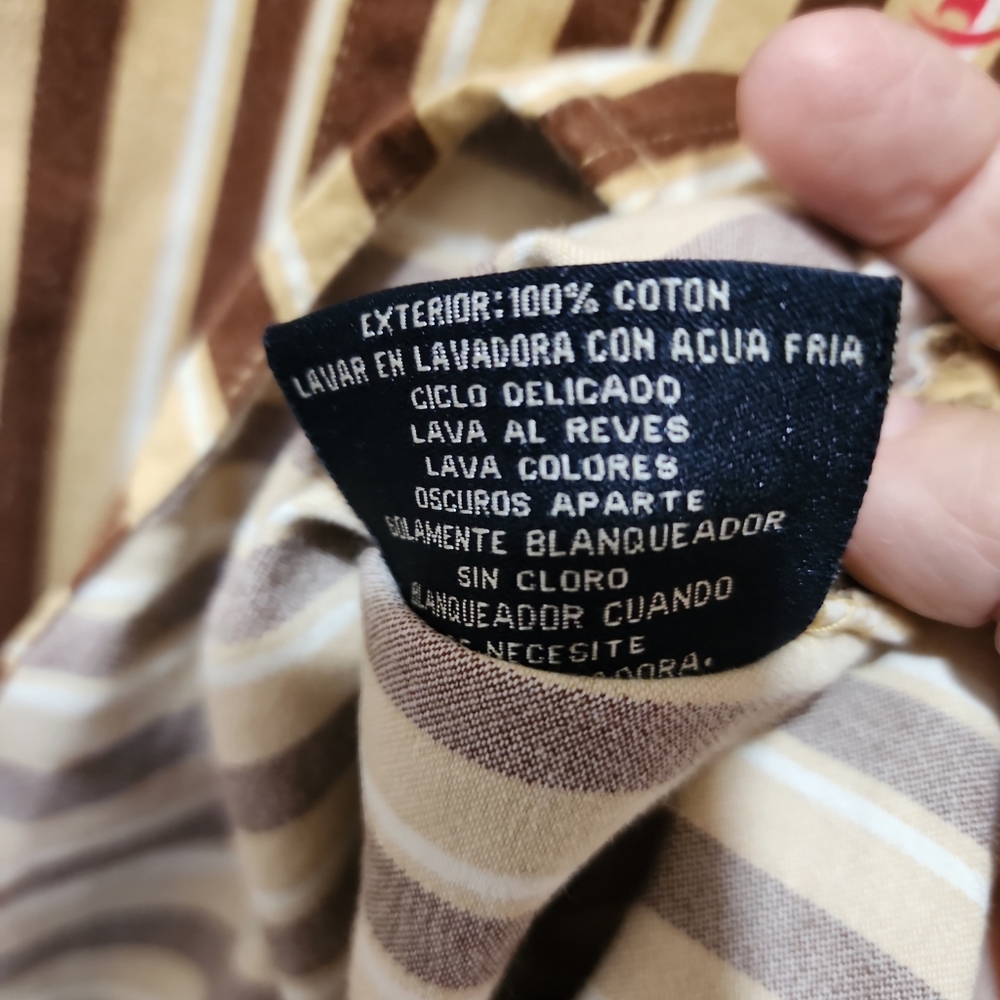 EXTERIOR: 100% COTON
LAVAR EN LAVADORA CON AGUA FRIA
CICLO DELICADO
LAVA AL REVES
LAVA COLORES
OSCUROS APARTE
SOLAMENTE BLANQUEADOR
SIN CLORO
BLANQUEADOR CUANDO
NECESITE